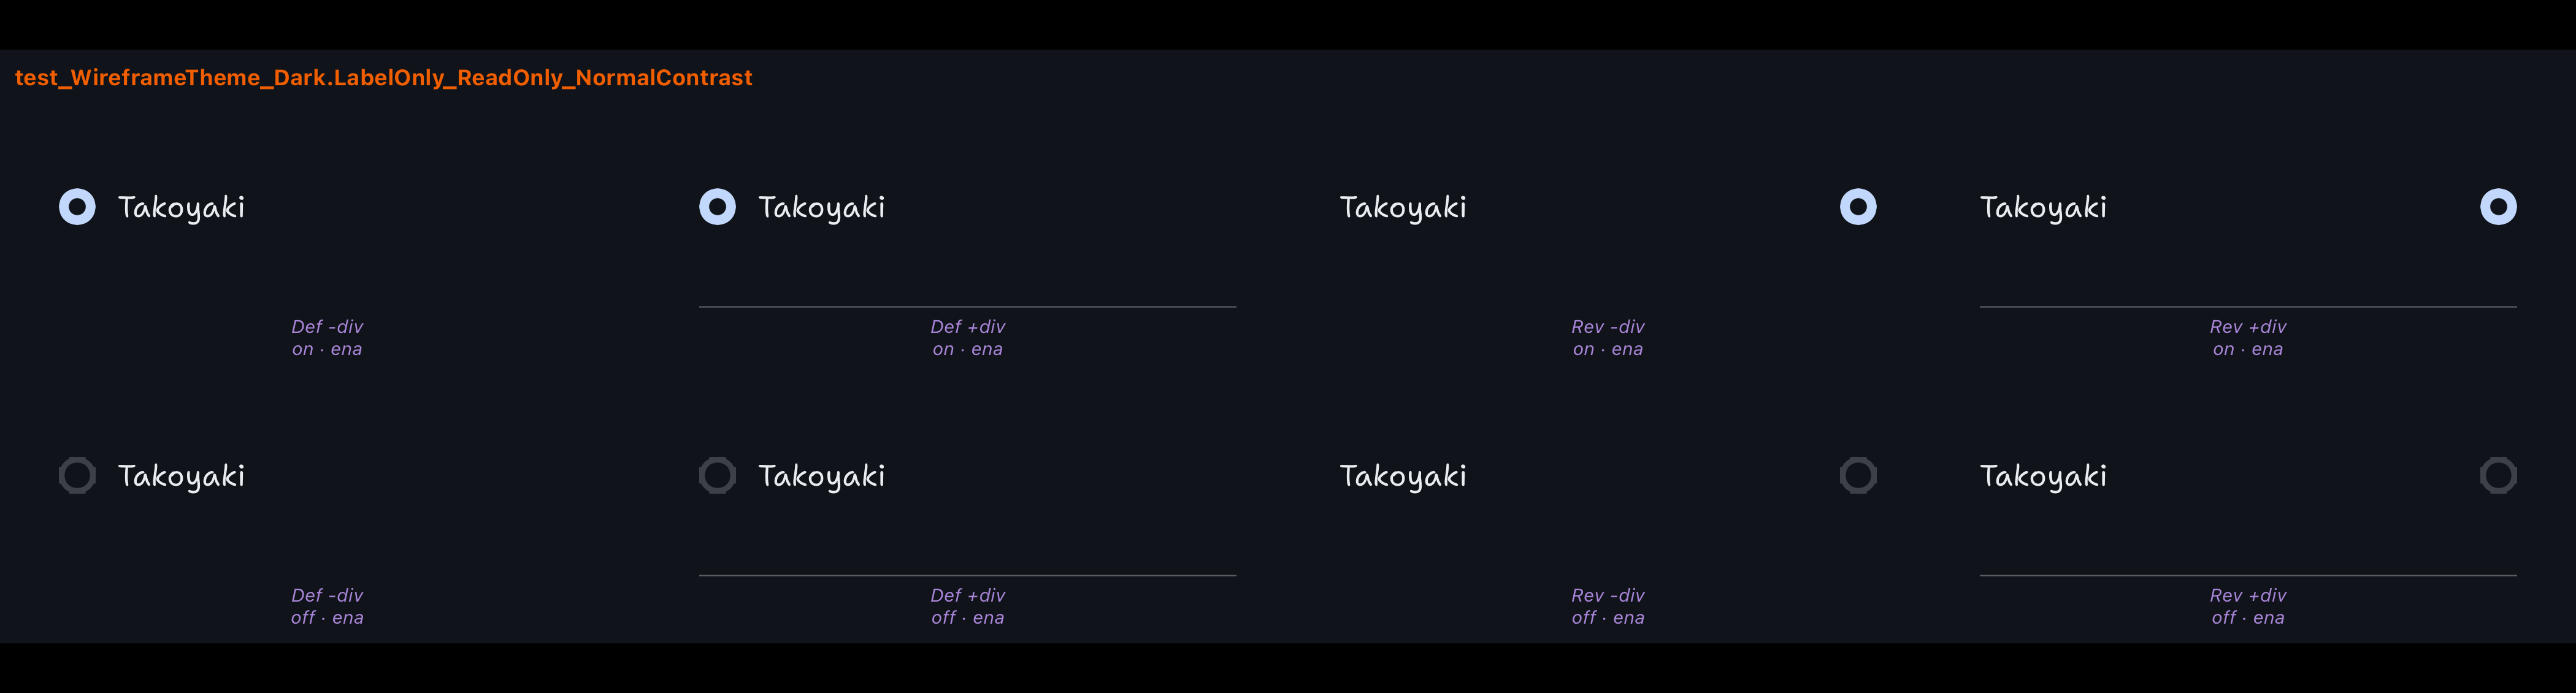 test_WireframeTheme_Dark.LabelOnly_ReadOnly_NormalContrast
Takoyaki
Takoyaki
Takoyaki
Takoyaki
Def -div
on · ena
Def +div
on · ena
Rev -div
on · ena
Rev +div
on · ena
Takoyaki
Takoyaki
Takoyaki
Takoyaki
Def -div
off · ena
Def +div
off · ena
Rev -div
off · ena
Rev +div
off · ena